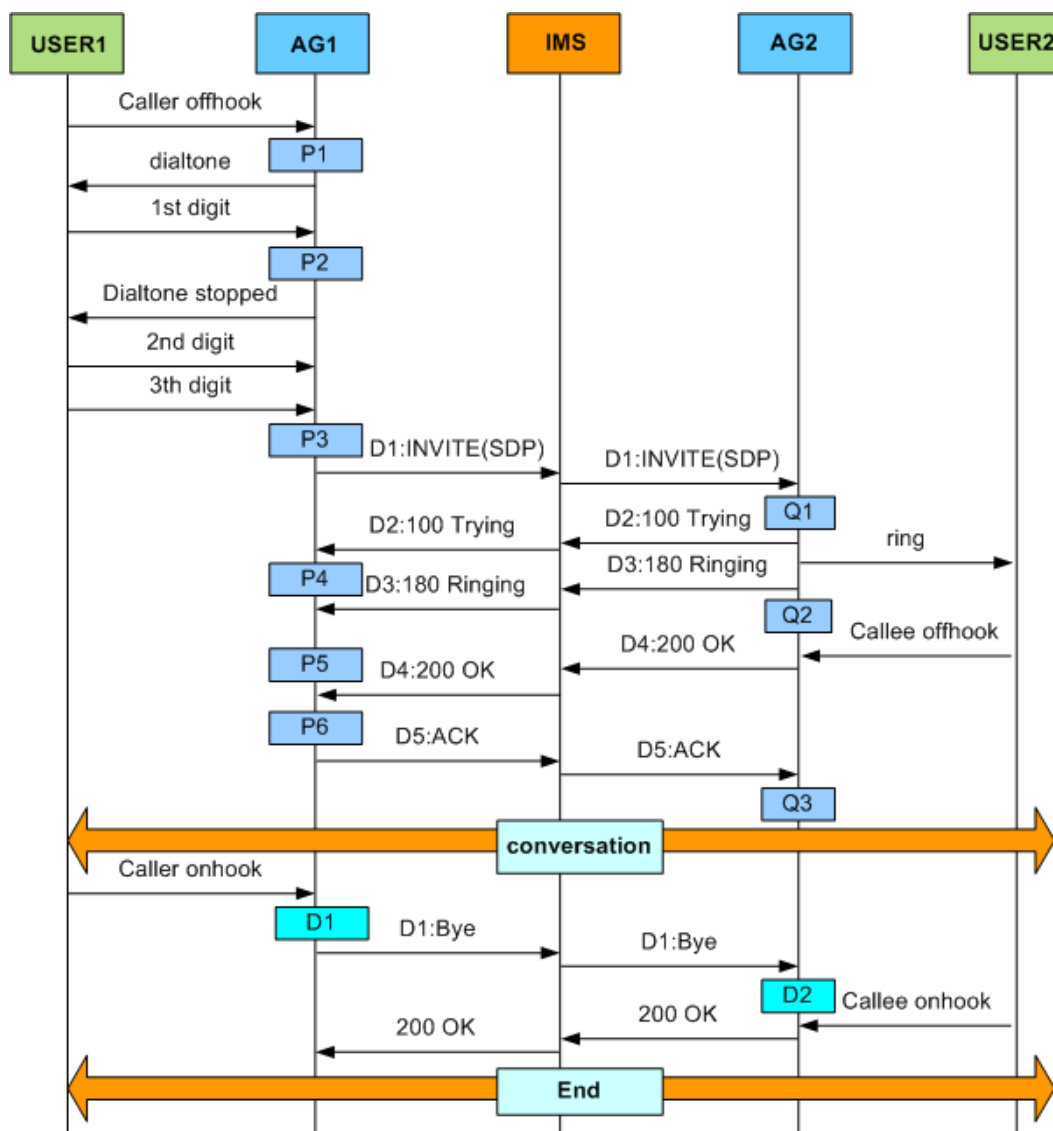 USER1
AG1
IMS
AG2
USER2
Caller offhook
P1
dialtone
1st digit
P2
Dialtone stopped
2nd digit
3th digit
P3
D1:INVITE(SDP)
D1:INVITE(SDP)
Q1
D2:100 Trying
D2:100 Trying
ring
D3:180 Ringing
P4
D3:180 Ringing
Q2
Callee offhook
D4:200 OK
P5
D4:200 OK
P6
D5:ACK
D5:ACK
Q3
conversation
Caller onhook
D1
D1:Bye
D1:Bye
D2
Callee onhook
200 OK
200 OK
End